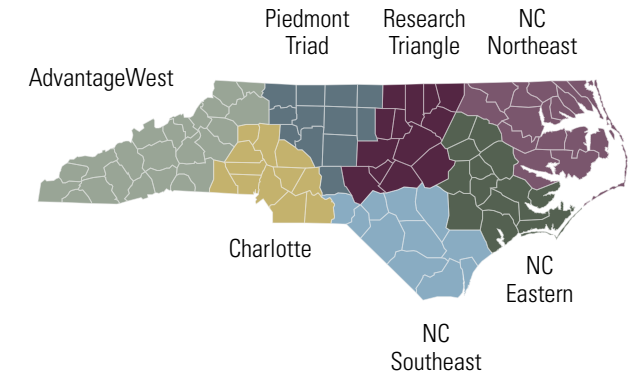 Piedmont
Triad
Research
Triangle
NC
Northeast
AdvantageWest
Charlotte
NC
Eastern
NC
Southeast